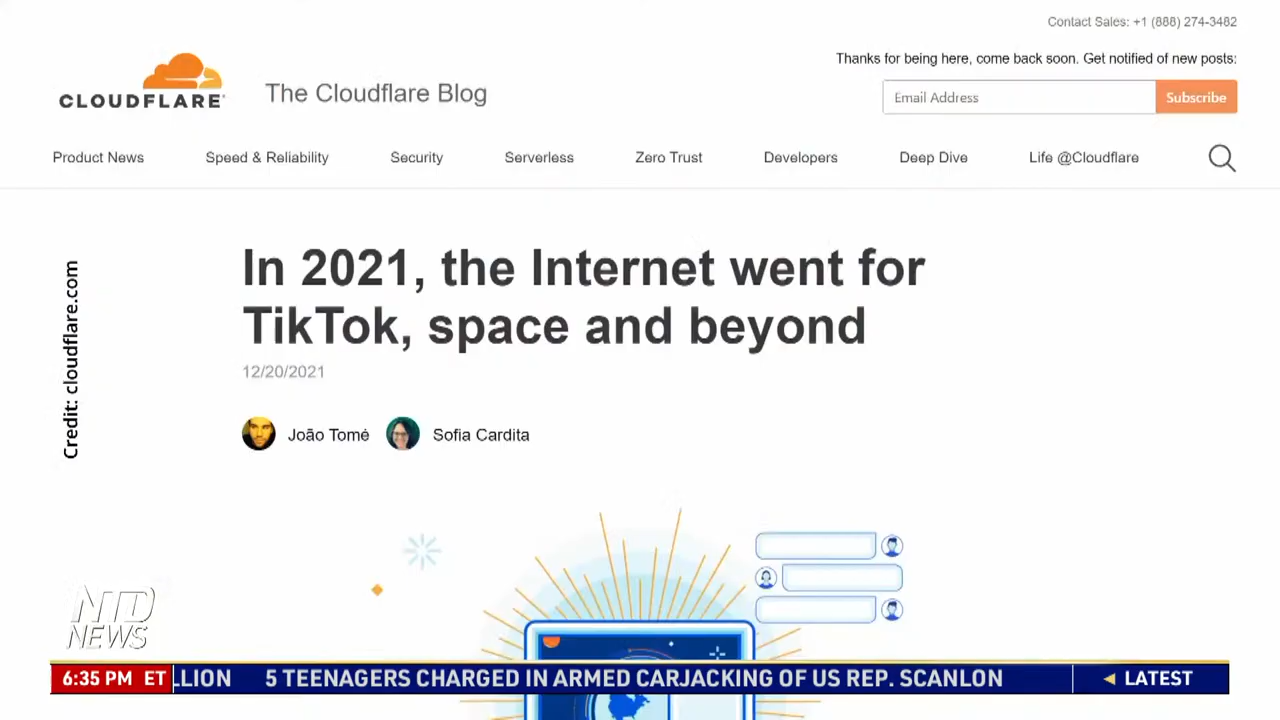 Contact Sales: +1 (888) 274-3482
Thanks for being here, come back soon. Get notified of new posts:
CLOUDFLARE
The Cloudflare Blog
Email Address
Subscribe
Product News
Speed & Reliability
Security
Serverless
Zero Trust
Developers
Deep Dive
Life @Cloudflare
Credit: cloudflare.com
In 2021, the Internet went for
TikTok, space and beyond
12/20/2021
João Tomé
Sofia Cardita
NTD
NEWS
6:35 PM ET
LLION 5 TEENAGERS CHARGED IN ARMED CARJACKING OF US REP. SCANLON
LATEST